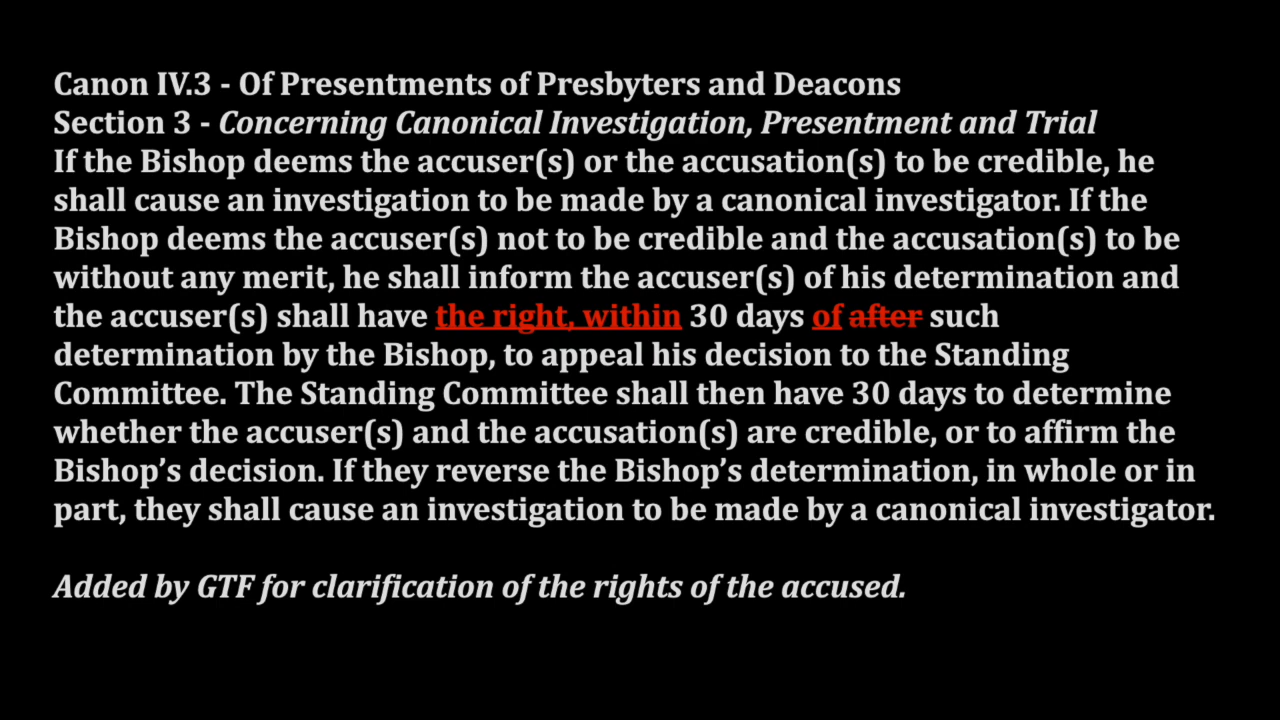 Canon IV.3 - Of Presentments of Presbyters and Deacons
Section 3 - Concerning Canonical Investigation, Presentment and Trial
If the Bishop deems the accuser(s) or the accusation(s) to be credible, he
shall cause an investigation to be made by a canonical investigator. If the
Bishop deems the accuser(s) not to be credible and the accusation(s) to be
without any merit, he shall inform the accuser(s) of his determination and
the accuser(s) shall have the right, within 30 days of after such
determination by the Bishop, to appeal his decision to the Standing
Committee. The Standing Committee shall then have 30 days to determine
whether the accuser(s) and the accusation(s) are credible, or to affirm the
Bishop’s decision. If they reverse the Bishop’s determination, in whole or in
part, they shall cause an investigation to be made by a canonical investigator.
Added by GTF for clarification of the rights of the accused.